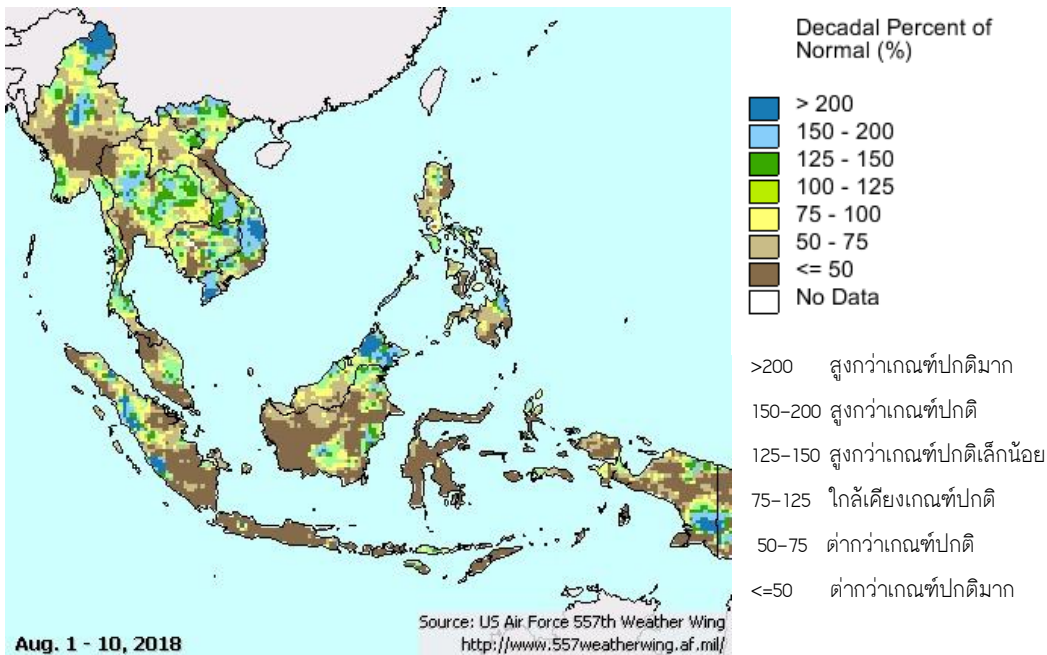 Decadal Percent of
Normal (%)
> 200
150 - 200
125 - 150
100 - 125
75 - 100
50 - 75
<= 50
No Data
>200 สูงกว่าเกณฑ์ปกติมาก
150-200 สูงกว่าเกณฑ์ปกติ
125-150 สูงกว่าเกณฑ์ปกติเล็กน้อย
75-125 ใกล้เคียงเกณฑ์ปกติ
50-75 ต่ากว่าเกณฑ์ปกติ
<=50 ต่ากว่าเกณฑ์ปกติมาก
Source: US Air Force 557th Weather Wing
http://www.557weatherwing.af.mil/
Aug. 1 - 10, 2018